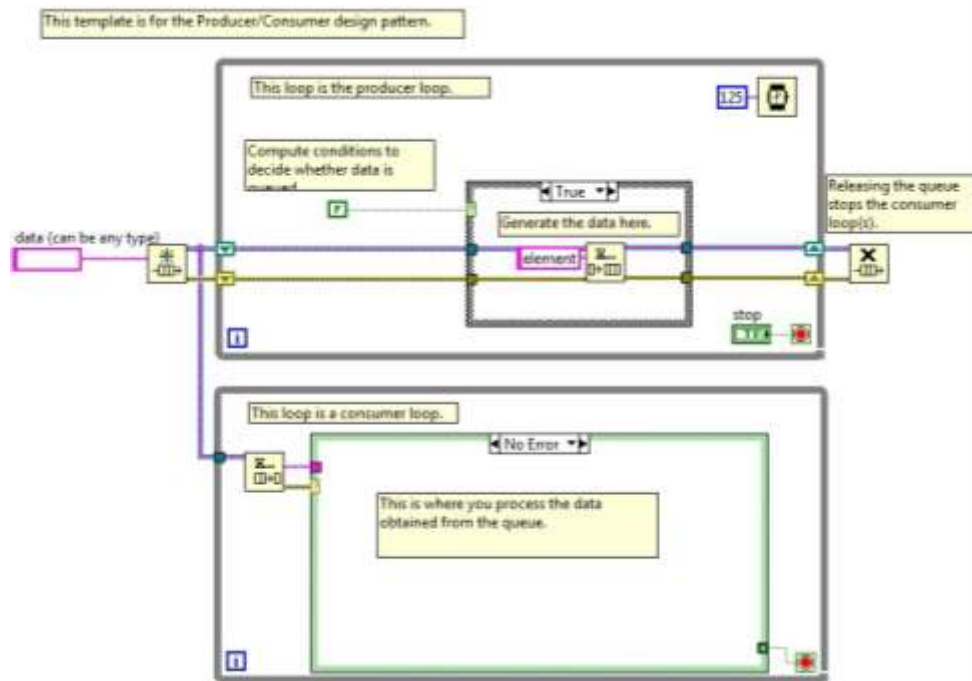 This template is for the Producer/Consumer design pattern.
This loop is the producer loop.
125
Compute conditions to
decide whether data is
queued.
True
Releasing the queue
stops the consumer
loop(s).
F
Generate the data here.
data (can be any type)
element
stop
TF
i
This loop is a consumer loop.
No Error
This is where you process the data
obtained from the queue.
i